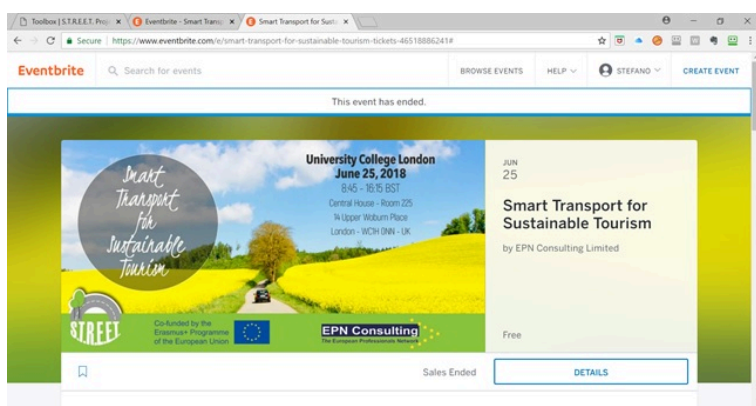 Toolbox | S.T.R.E.E.T. Proje
Eventbrite - Smart Transp
Smart Transport for Susta
Secure | https://www.eventbrite.com/e/smart-transport-for-sustainable-tourism-tickets-46518886241#
Eventbrite
Search for events
BROWSE EVENTS
HELP
STEFANO
CREATE EVENT
This event has ended.
Smart
Transport
for
Sustainable
Tourism
University College London
June 25, 2018
8:45 - 16:15 BST
Central House - Room 225
14 Upper Woburn Place
London - WC1H 0NN - UK
STREET
Co-funded by the
Erasmus+ Programme
of the European Union
EPN Consulting
The European Professionals Network
JUN
25
Smart Transport for
Sustainable Tourism
by EPN Consulting Limited
Free
Sales Ended
DETAILS